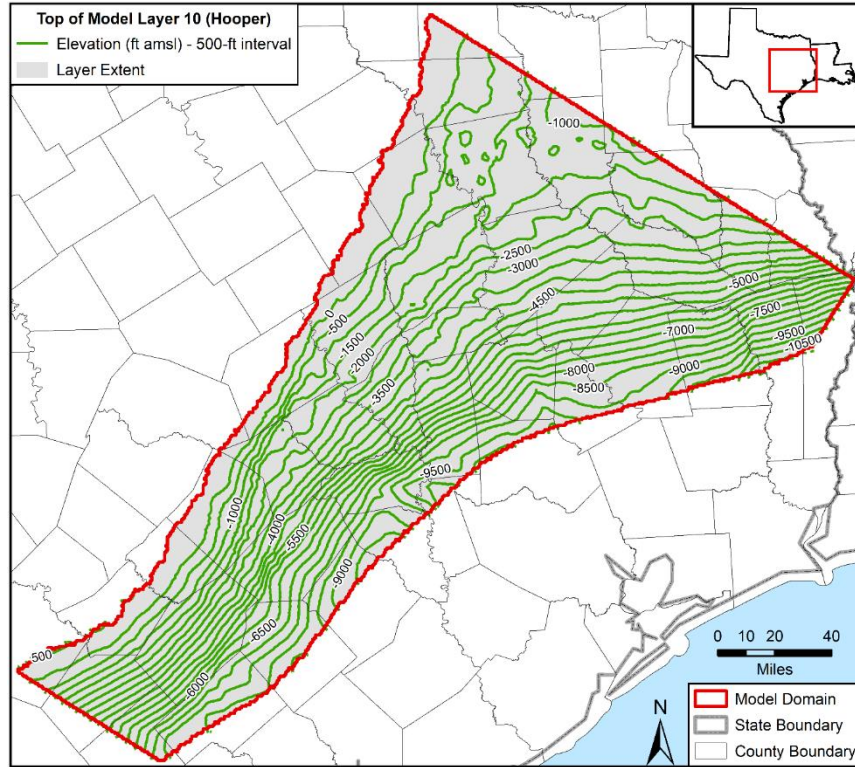 Top of Model Layer 10 (Hooper)
Elevation (ft amsl) - 500-ft interval
Layer Extent
-1000
-2500
-3000
-5000
-4500
-7500
0
-500
-7000
-9500
-1500
-10500
-2000
-8000
-9000
-3500
-8500
-9500
-1000
-4000
-5500
-9000
-6500
500
-6000
0 10 20 40
Miles
N
Model Domain
State Boundary
County Boundary